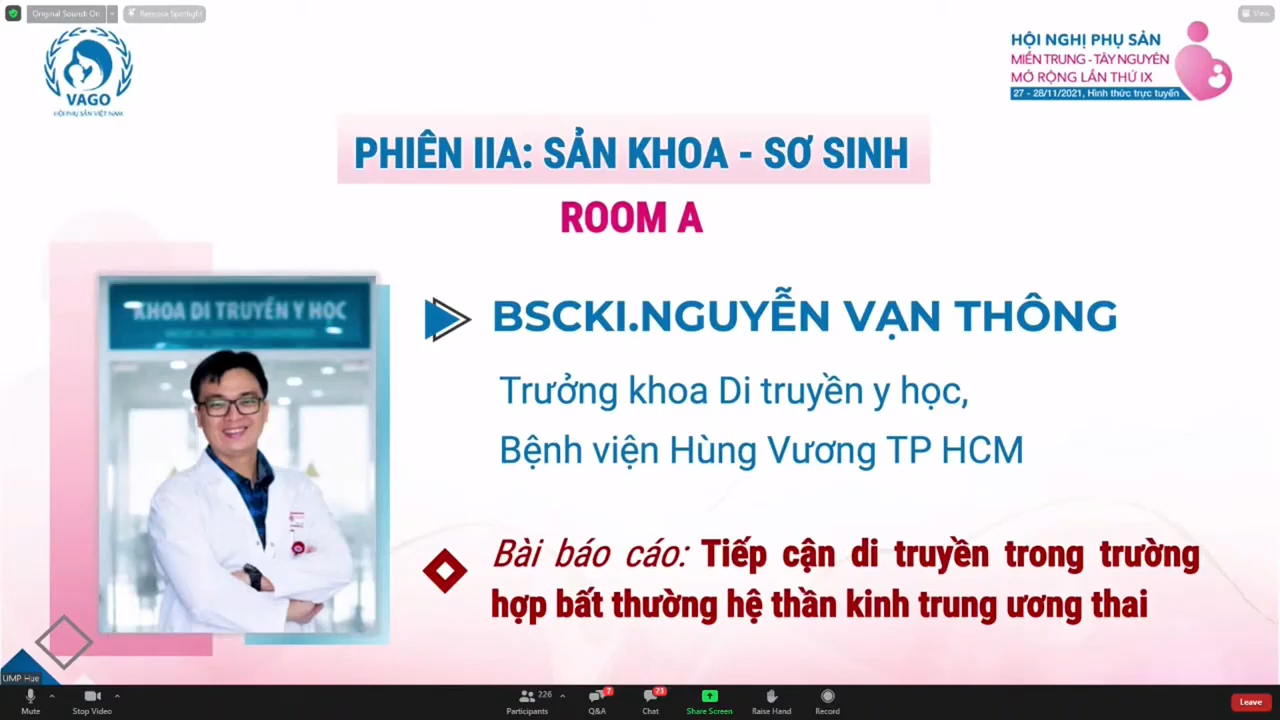 Original Sound: On
Remove Spotlight
View
VAGO
HỘI PHỤ SẢN VIỆT NAM
HỘI NGHỊ PHỤ SẢN
MIỀN TRUNG - TÂY NGUYÊN
MỞ RỘNG LẦN THỨ IX
27 - 28/11/2021, Hình thức trực tuyến
PHIÊN IIA: SẢN KHOA - SƠ SINH
ROOM A
KHOA DI TRUYỀN Y HỌC
BSCKI.NGUYỄN VẠN THÔNG
Trưởng khoa Di truyền y học,
Bệnh viện Hùng Vương TP HCM
Bài báo cáo: Tiếp cận di truyền trong trường
hợp bất thường hệ thần kinh trung ương thai
UMP Hue
Mute
Stop Video
226
Participants
7
Q&A
23
Chat
Share Screen
Raise Hand
Record
Leave